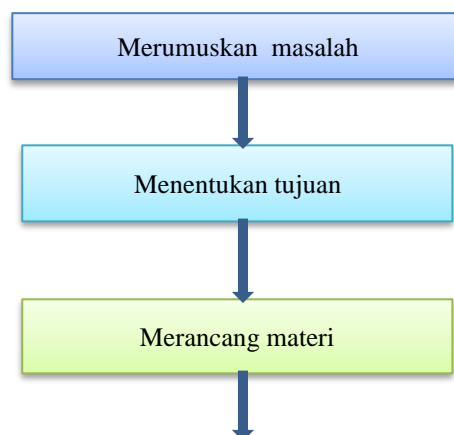 Merumuskan masalah
Menentukan tujuan
Merancang materi